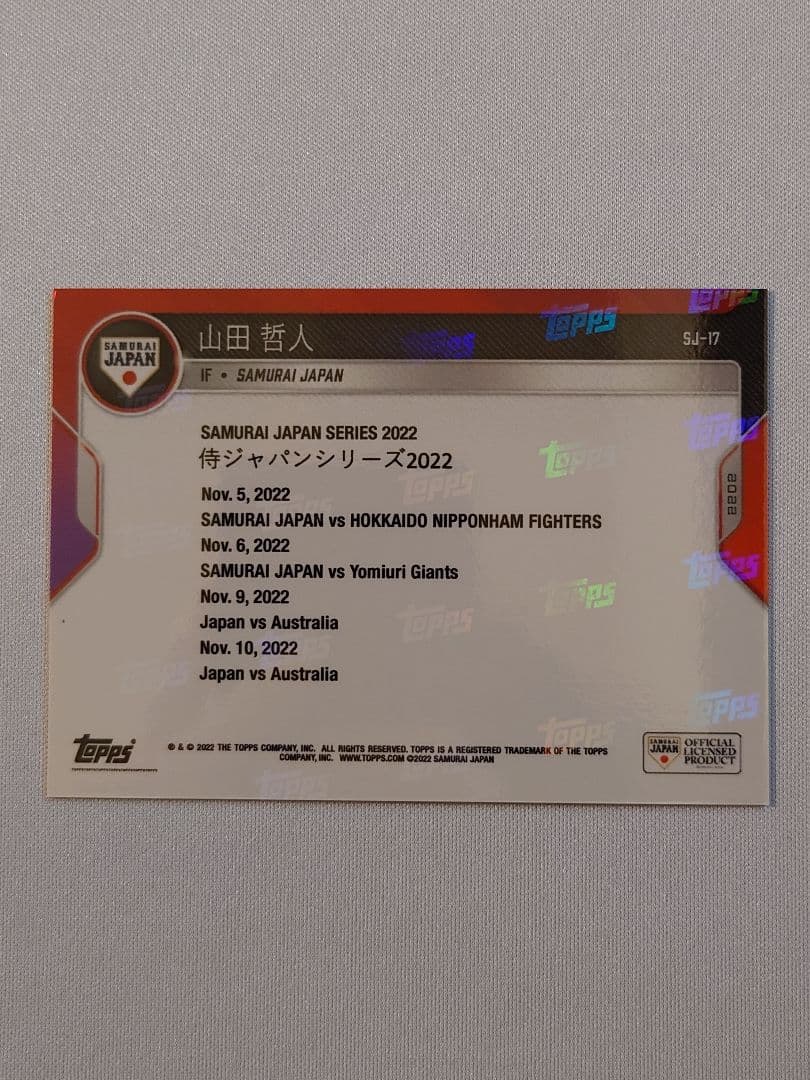 SAMURAI
JAPAN
山田 哲人
SJ-17
IF • SAMURAI JAPAN
SAMURAI JAPAN SERIES 2022
侍ジャパンシリーズ2022
Nov. 5, 2022
SAMURAI JAPAN vs HOKKAIDO NIPPONHAM FIGHTERS
Nov. 6, 2022
SAMURAI JAPAN vs Yomiuri Giants
Nov. 9, 2022
Japan vs Australia
Nov. 10, 2022
Japan vs Australia
2022
Topps
® & © 2022 THE TOPPS COMPANY, INC. ALL RIGHTS RESERVED. TOPPS IS A REGISTERED TRADEMARK OF THE TOPPS
COMPANY, INC. WWW.TOPPS.COM ©2022 SAMURAI JAPAN
SAMURAI
JAPAN
OFFICIAL
LICENSED
PRODUCT